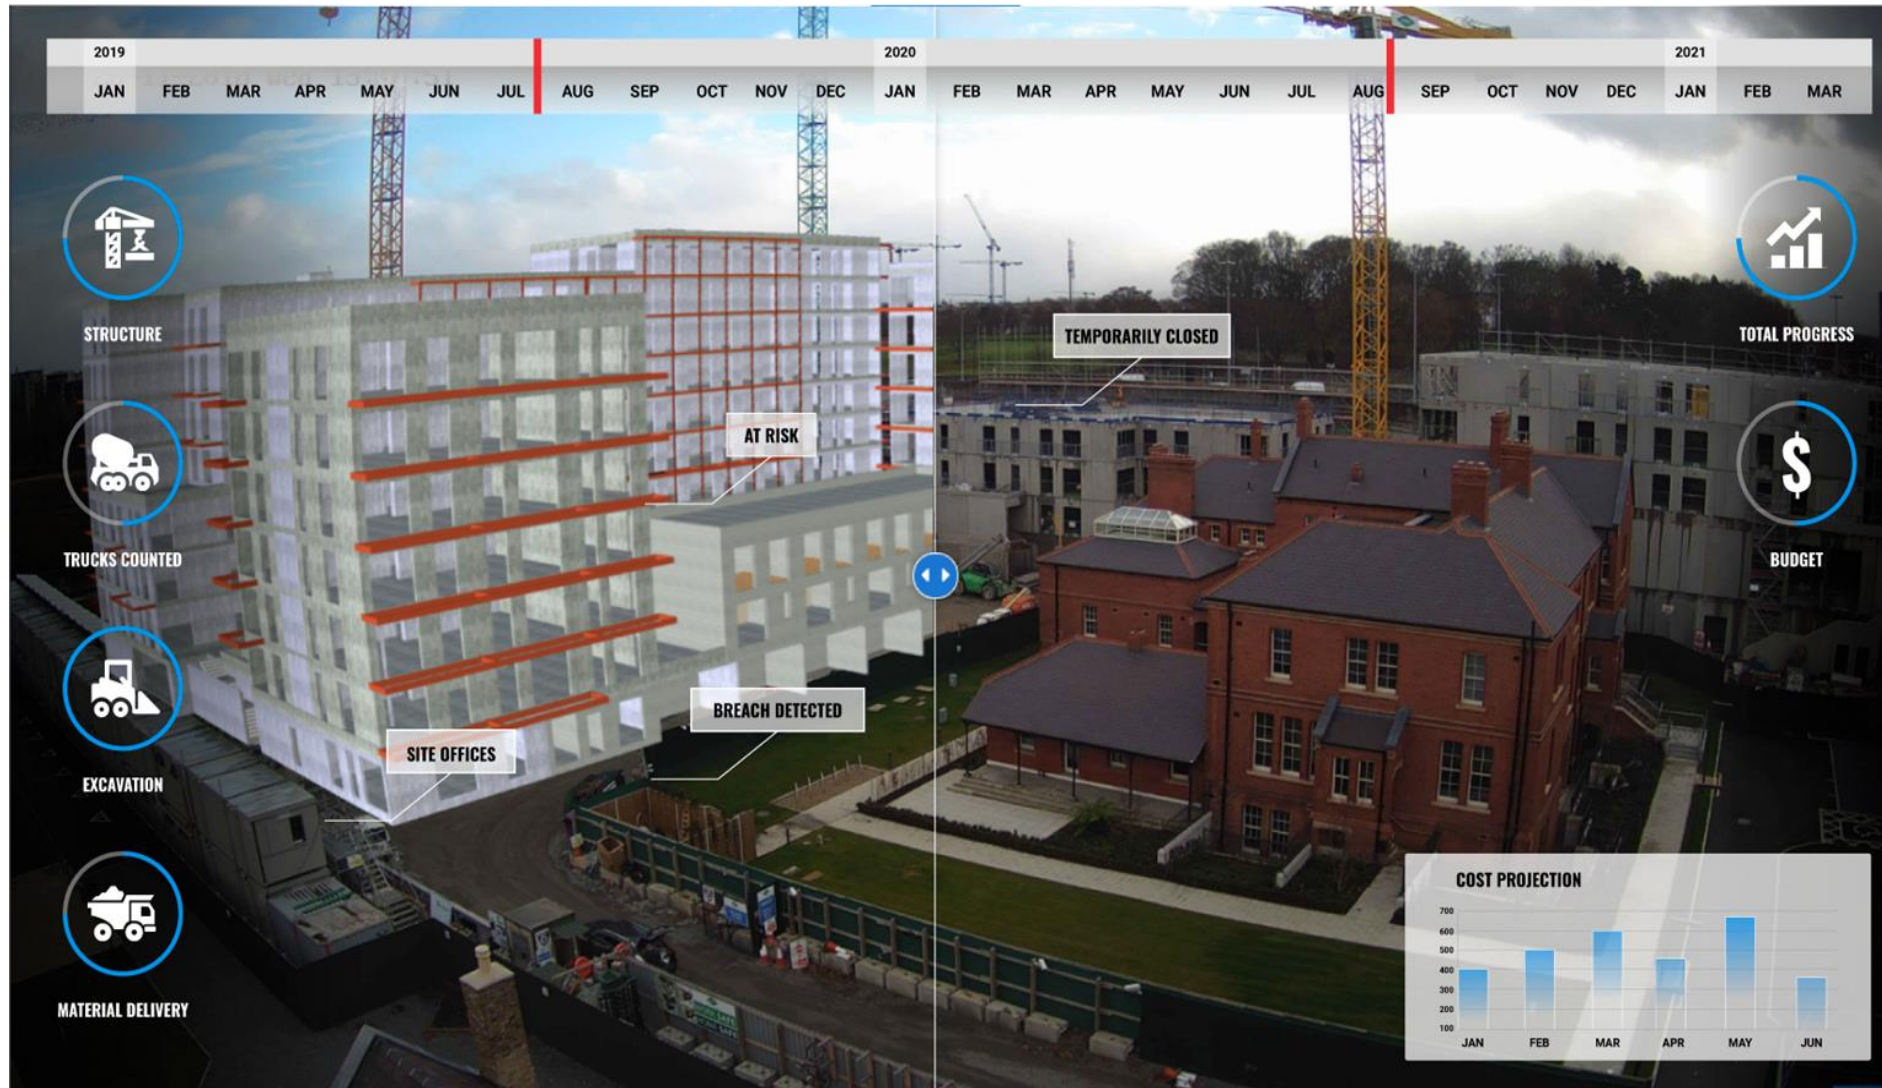 2019
2020
2021
JAN FEB MAR APR MAY JUN JUL AUG SEP OCT NOV DEC JAN FEB MAR APR MAY JUN JUL AUG SEP OCT NOV DEC JAN FEB MAR
STRUCTURE
TOTAL PROGRESS
TEMPORARILY CLOSED
AT RISK
TRUCKS COUNTED
$
BUDGET
BREACH DETECTED
SITE OFFICES
EXCAVATION
MATERIAL DELIVERY
COST PROJECTION
700
600
500
400
300
200
100
JAN FEB MAR APR MAY JUN